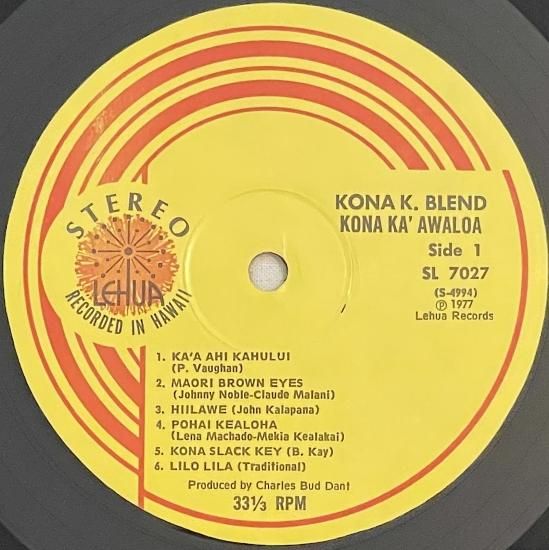 STEREO
LEHUA
RECORDED IN HAWAII
KONA K. BLEND
KONA KA' AWALOA
Side 1
SL 7027
(S-4994)
℗ 1977
Lehua Records
1. KA'A AHI KAHULUI
(P. Vaughan)
2. MAORI BROWN EYES
(Johnny Noble-Claude Malani)
3. HIILAWE (John Kalapana)
4. POHAI KEALOHA
(Lena Machado-Mekia Kealakai)
5. KONA SLACK KEY (B. Kay)
6. LILO LILA (Traditional)
Produced by Charles Bud Dant
33⅓ RPM